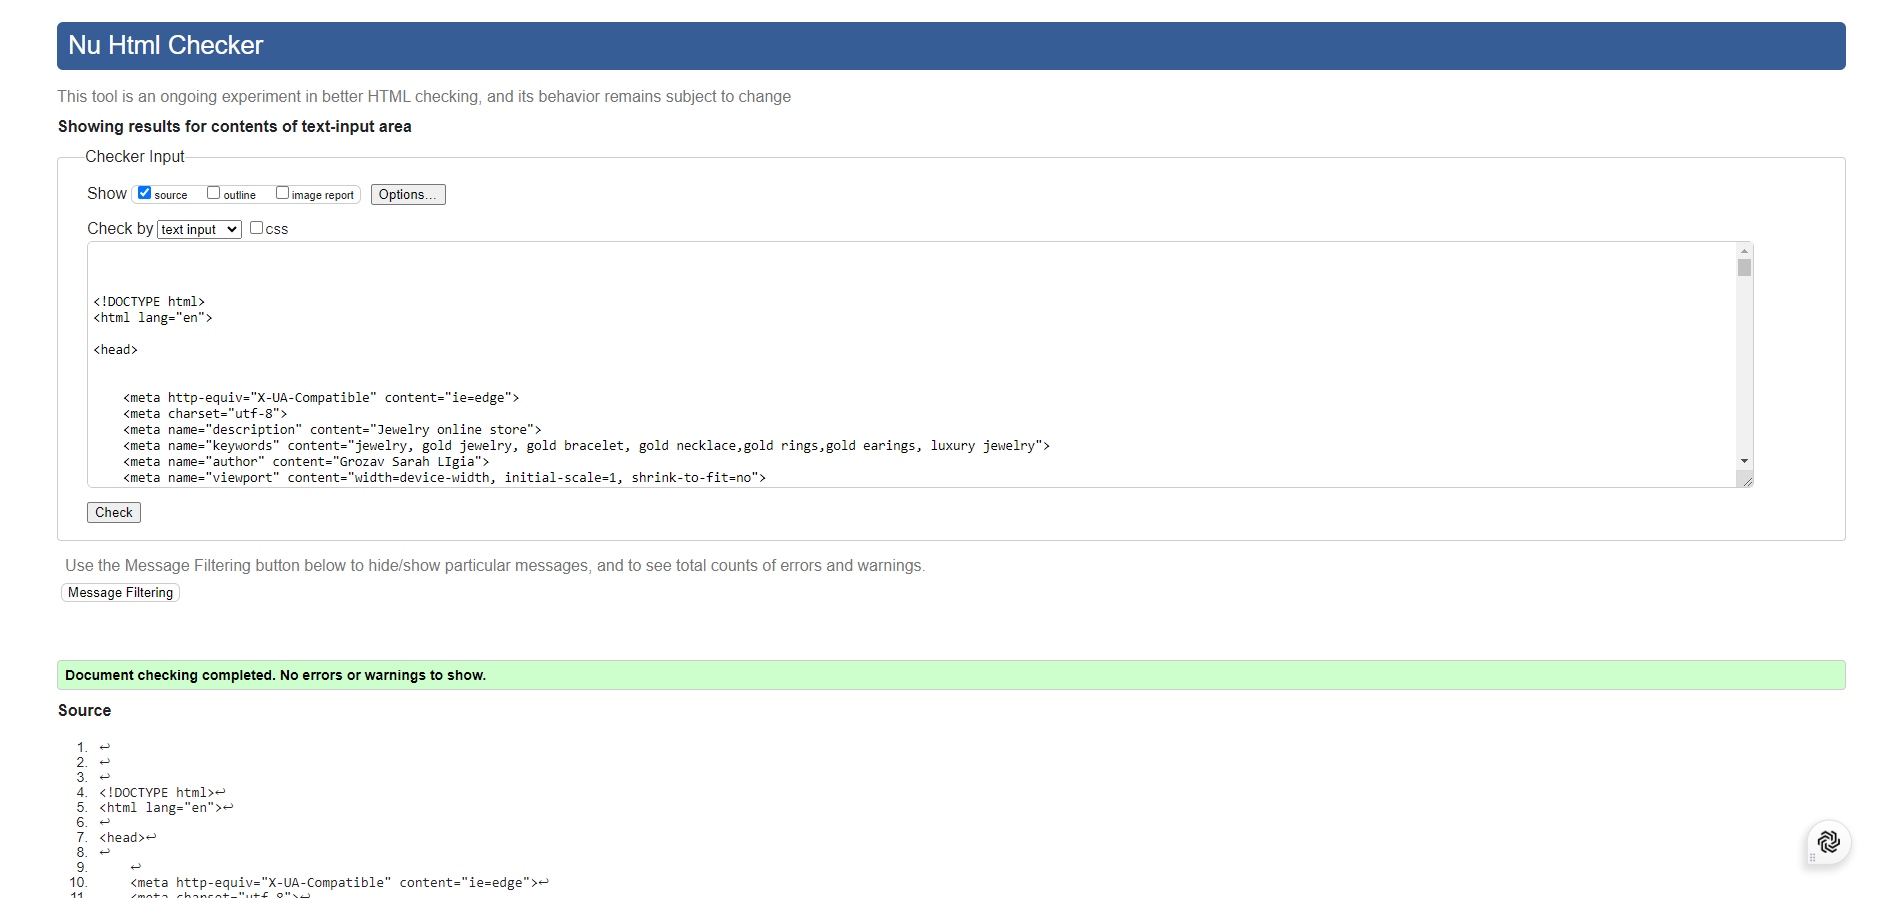 Nu Html Checker
This tool is an ongoing experiment in better HTML checking, and its behavior remains subject to change
Showing results for contents of text-input area
Checker Input
Show source outline image report Options...
Check by text input css
<!DOCTYPE html>
<html lang="en">
<head>
<meta http-equiv="X-UA-Compatible" content="ie=edge">
<meta charset="utf-8">
<meta name="description" content="Jewelry online store">
<meta name="keywords" content="jewelry, gold jewelry, gold bracelet, gold necklace,gold rings,gold earings, luxury jewelry">
<meta name="author" content="Grozav Sarah LIgia">
<meta name="viewport" content="width=device-width, initial-scale=1, shrink-to-fit=no">
Check
Use the Message Filtering button below to hide/show particular messages, and to see total counts of errors and warnings.
Message Filtering
Document checking completed. No errors or warnings to show.
Source
1. ↩
2. ↩
3. ↩
4. <!DOCTYPE html>↩
5. <html lang="en">↩
6. ↩
7. <head>↩
8. ↩
9. ↩
10. <meta http-equiv="X-UA-Compatible" content="ie=edge">↩
11. <meta charset="utf-8">↩